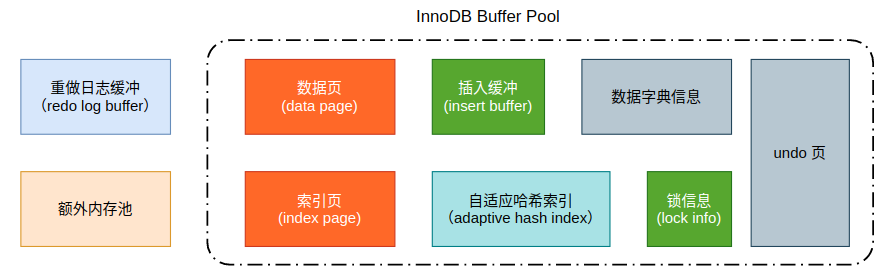 InnoDB Buffer Pool
重做日志缓冲
（redo log buffer）
数据页
(data page)
插入缓冲
(insert buffer)
数据字典信息
undo 页
额外内存池
索引页
(index page)
自适应哈希索引
（adaptive hash index）
锁信息
(lock info)